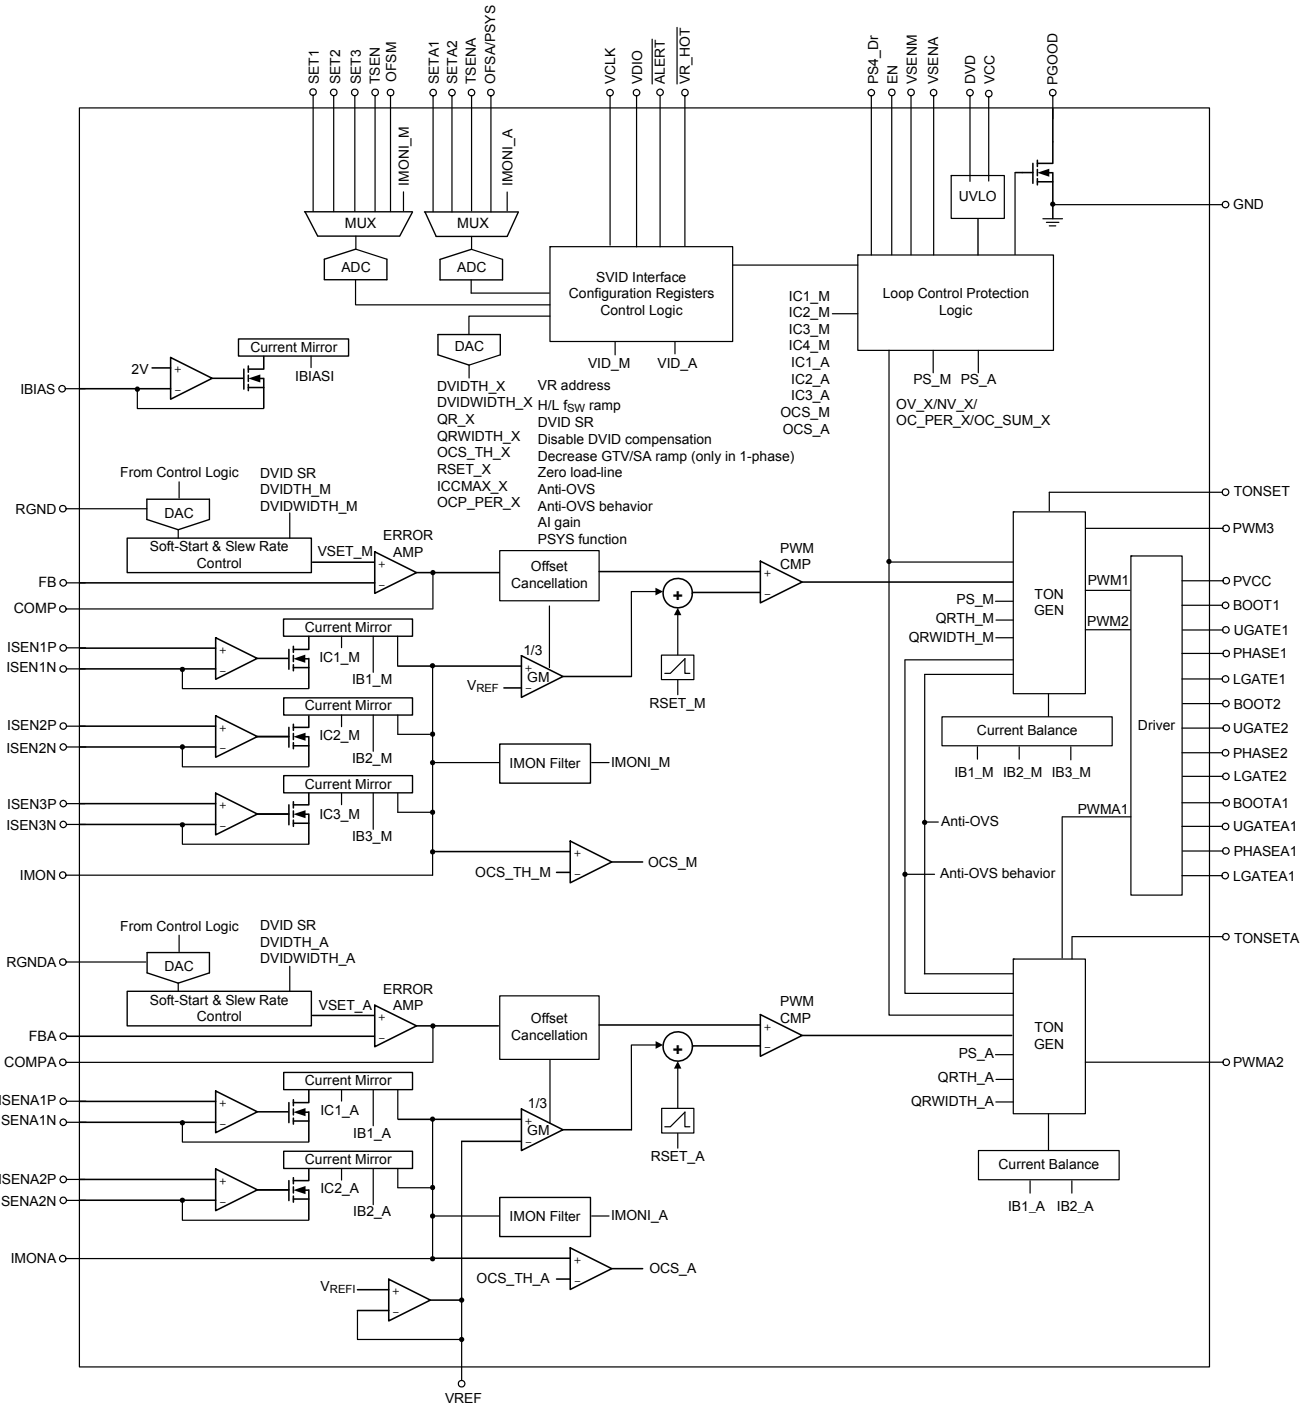 SET1
SET2
SET3
TSEN
OFSM
IMONI_M
SETA1
SETA2
TSENA
OFSA/PSYS
IMONI_A
VCLK
VDIO
ALERT
VR_HOT
PS4_Dr
EN
VSENM
VSENA
DVD
VCC
PGOOD
MUX
MUX
ADC
ADC
UVLO
GND
SVID Interface
Configuration Registers
Control Logic
Loop Control Protection
Logic
IC1_M
IC2_M
IC3_M
IC4_M
IC1_A
IC2_A
IC3_A
OCS_M
OCS_A
DAC
VID_M
VID_A
PS_M
PS_A
OV_X/NV_X/
OC_PER_X/OC_SUM_X
IBIAS
2V
+
−
Current Mirror
IBIASI
DVIDTH_X
DVIDWIDTH_X
QR_X
QRWIDTH_X
OCS_TH_X
RSET_X
ICCMAX_X
OCP_PER_X
VR address
H/L fSW ramp
DVID SR
Disable DVID compensation
Decrease GTV/SA ramp (only in 1-phase)
Zero load-line
Anti-OVS
Anti-OVS behavior
AI gain
PSYS function
From Control Logic
DVID SR
DVIDTH_M
DVIDWIDTH_M
RGND
DAC
Soft-Start & Slew Rate
Control
VSET_M
ERROR
AMP
+
−
FB
COMP
Offset
Cancellation
PWM
CMP
+
−
+
RSET_M
ISEN1P
ISEN1N
+
−
Current Mirror
IC1_M
IB1_M
1/3
+
GM
−
VREF
ISEN2P
ISEN2N
+
−
Current Mirror
IC2_M
IB2_M
IMON Filter
IMONI_M
ISEN3P
ISEN3N
+
−
Current Mirror
IC3_M
IB3_M
IMON
OCS_TH_M
+
−
OCS_M
TONSET
PWM3
TON
GEN
PS_M
QRTH_M
QRWIDTH_M
PWM1
PWM2
Current Balance
IB1_M
IB2_M
IB3_M
Driver
PVCC
BOOT1
UGATE1
PHASE1
LGATE1
BOOT2
UGATE2
PHASE2
LGATE2
BOOTA1
UGATEA1
PHASEA1
LGATEA1
PWMA1
Anti-OVS
Anti-OVS behavior
From Control Logic
DVID SR
DVIDTH_A
DVIDWIDTH_A
RGNDA
DAC
Soft-Start & Slew Rate
Control
VSET_A
ERROR
AMP
+
−
FBA
COMPA
Offset
Cancellation
PWM
CMP
+
−
+
RSET_A
TONSETA
TON
GEN
PS_A
QRTH_A
QRWIDTH_A
PWMA2
Current Balance
IB1_A
IB2_A
ISENA1P
SENA1N
+
−
Current Mirror
IC1_A
IB1_A
1/3
+
GM
−
ISENA2P
SENA2N
+
−
Current Mirror
IC2_A
IB2_A
IMON Filter
IMONI_A
IMONA
OCS_TH_A
+
−
OCS_A
VREFI
+
−
VREF